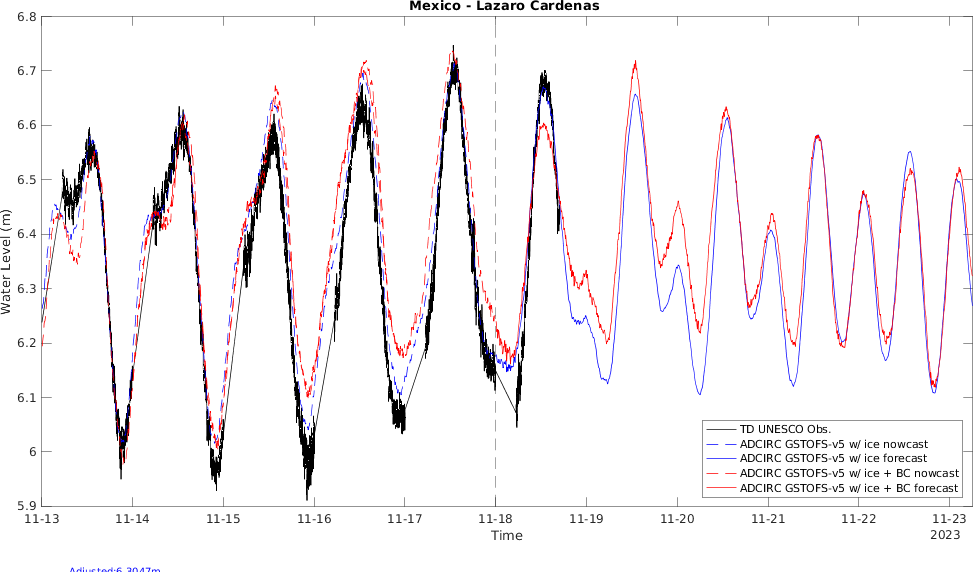 Mexico - Lazaro Cardenas
6.8
6.7
6.6
6.5
6.4
6.3
6.2
6.1
6
5.9
Water Level (m)
TD UNESCO Obs.
ADCIRC GSTOFS-v5 w/ ice nowcast
ADCIRC GSTOFS-v5 w/ ice forecast
ADCIRC GSTOFS-v5 w/ ice + BC nowcast
ADCIRC GSTOFS-v5 w/ ice + BC forecast
11-13 11-14 11-15 11-16 11-17 11-18 11-19 11-20 11-21 11-22 11-23
Time
2023
Adjusted:6.3047m